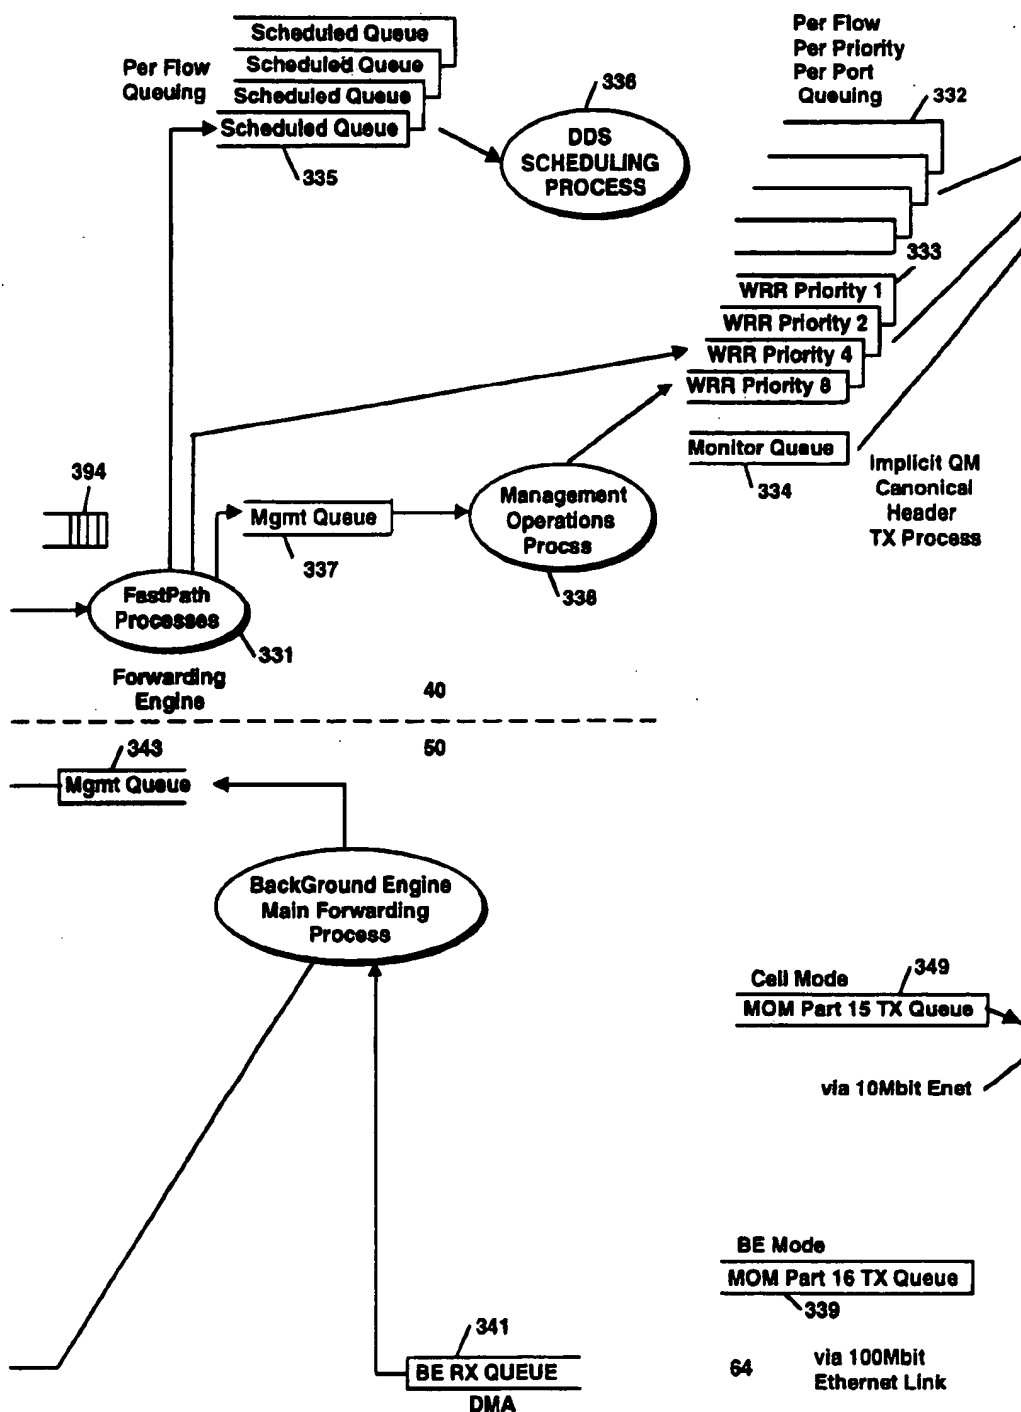 Scheduled Queue
Scheduled Queue
Scheduled Queue
Scheduled Queue
Per Flow
Queuing
335
336
DDS
SCHEDULING
PROCESS
Per Flow
Per Priority
Per Port
Queuing
332
333
WRR Priority 1
WRR Priority 2
WRR Priority 4
WRR Priority 8
Monitor Queue
334
Implicit QM
Canonical
Header
TX Process
394
Mgmt Queue
337
Management
Operations
Procss
338
FastPath
Processes
331
Forwarding
Engine
40
50
343
Mgmt Queue
BackGround Engine
Main Forwarding
Process
Cell Mode
349
MOM Part 15 TX Queue
via 10Mbit Enet
BE Mode
MOM Part 16 TX Queue
339
341
BE RX QUEUE
DMA
64
via 100Mbit
Ethernet Link